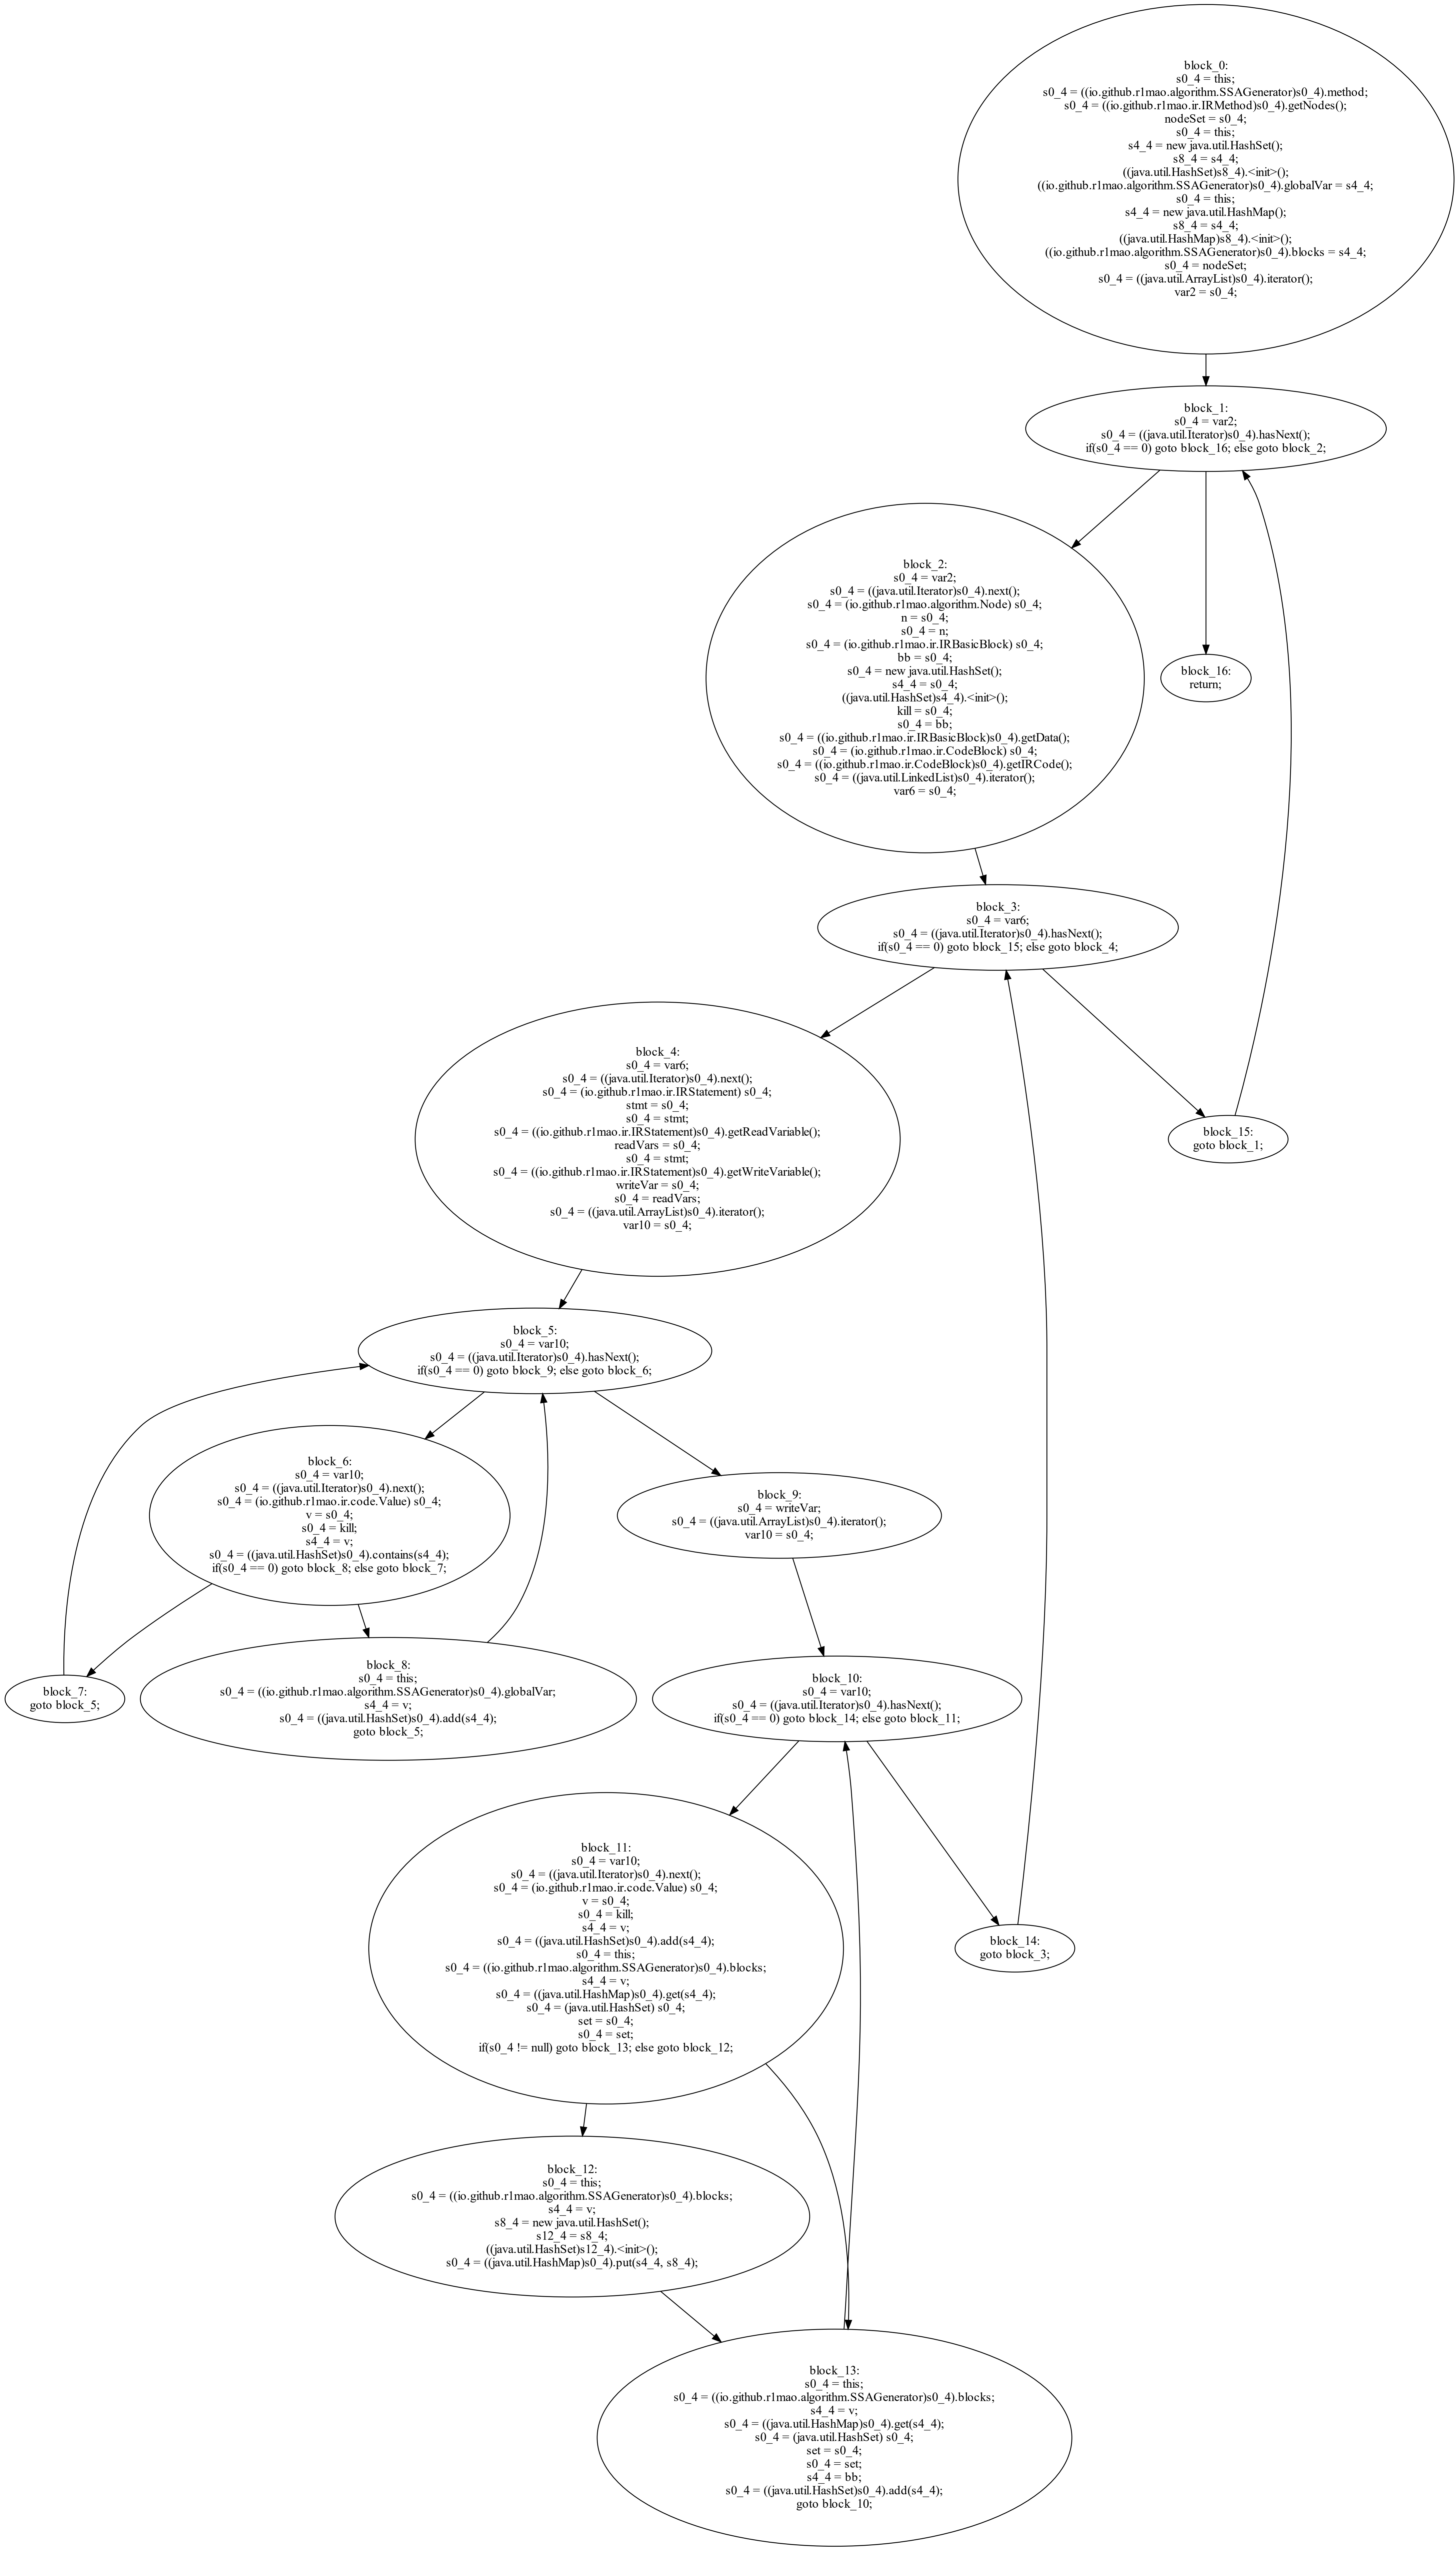 block_0:
s0_4 = this;
s0_4 = ((io.github.r1mao.algorithm.SSAGenerator)s0_4).method;
s0_4 = ((io.github.r1mao.ir.IRMethod)s0_4).getNodes();
nodeSet = s0_4;
s0_4 = this;
s4_4 = new java.util.HashSet();
s8_4 = s4_4;
((java.util.HashSet)s8_4).<init>();
((io.github.r1mao.algorithm.SSAGenerator)s0_4).globalVar = s4_4;
s0_4 = this;
s4_4 = new java.util.HashMap();
s8_4 = s4_4;
((java.util.HashMap)s8_4).<init>();
((io.github.r1mao.algorithm.SSAGenerator)s0_4).blocks = s4_4;
s0_4 = nodeSet;
s0_4 = ((java.util.ArrayList)s0_4).iterator();
var2 = s0_4;
block_1:
s0_4 = var2;
s0_4 = ((java.util.Iterator)s0_4).hasNext();
if(s0_4 == 0) goto block_16; else goto block_2;
block_2:
s0_4 = var2;
s0_4 = ((java.util.Iterator)s0_4).next();
s0_4 = (io.github.r1mao.algorithm.Node) s0_4;
n = s0_4;
s0_4 = n;
s0_4 = (io.github.r1mao.ir.IRBasicBlock) s0_4;
bb = s0_4;
s0_4 = new java.util.HashSet();
s4_4 = s0_4;
((java.util.HashSet)s4_4).<init>();
kill = s0_4;
s0_4 = bb;
s0_4 = ((io.github.r1mao.ir.IRBasicBlock)s0_4).getData();
s0_4 = (io.github.r1mao.ir.CodeBlock) s0_4;
s0_4 = ((io.github.r1mao.ir.CodeBlock)s0_4).getIRCode();
s0_4 = ((java.util.LinkedList)s0_4).iterator();
var6 = s0_4;
block_16:
return;
block_3:
s0_4 = var6;
s0_4 = ((java.util.Iterator)s0_4).hasNext();
if(s0_4 == 0) goto block_15; else goto block_4;
block_4:
s0_4 = var6;
s0_4 = ((java.util.Iterator)s0_4).next();
s0_4 = (io.github.r1mao.ir.IRStatement) s0_4;
stmt = s0_4;
s0_4 = stmt;
s0_4 = ((io.github.r1mao.ir.IRStatement)s0_4).getReadVariable();
readVars = s0_4;
s0_4 = stmt;
s0_4 = ((io.github.r1mao.ir.IRStatement)s0_4).getWriteVariable();
writeVar = s0_4;
s0_4 = readVars;
s0_4 = ((java.util.ArrayList)s0_4).iterator();
var10 = s0_4;
block_15:
goto block_1;
block_5:
s0_4 = var10;
s0_4 = ((java.util.Iterator)s0_4).hasNext();
if(s0_4 == 0) goto block_9; else goto block_6;
block_6:
s0_4 = var10;
s0_4 = ((java.util.Iterator)s0_4).next();
s0_4 = (io.github.r1mao.ir.code.Value) s0_4;
v = s0_4;
s0_4 = kill;
s4_4 = v;
s0_4 = ((java.util.HashSet)s0_4).contains(s4_4);
if(s0_4 == 0) goto block_8; else goto block_7;
block_9:
s0_4 = writeVar;
s0_4 = ((java.util.ArrayList)s0_4).iterator();
var10 = s0_4;
block_7:
goto block_5;
block_8:
s0_4 = this;
s0_4 = ((io.github.r1mao.algorithm.SSAGenerator)s0_4).globalVar;
s4_4 = v;
s0_4 = ((java.util.HashSet)s0_4).add(s4_4);
goto block_5;
block_10:
s0_4 = var10;
s0_4 = ((java.util.Iterator)s0_4).hasNext();
if(s0_4 == 0) goto block_14; else goto block_11;
block_11:
s0_4 = var10;
s0_4 = ((java.util.Iterator)s0_4).next();
s0_4 = (io.github.r1mao.ir.code.Value) s0_4;
v = s0_4;
s0_4 = kill;
s4_4 = v;
s0_4 = ((java.util.HashSet)s0_4).add(s4_4);
s0_4 = this;
s0_4 = ((io.github.r1mao.algorithm.SSAGenerator)s0_4).blocks;
s4_4 = v;
s0_4 = ((java.util.HashMap)s0_4).get(s4_4);
s0_4 = (java.util.HashSet) s0_4;
set = s0_4;
s0_4 = set;
if(s0_4 != null) goto block_13; else goto block_12;
block_14:
goto block_3;
block_12:
s0_4 = this;
s0_4 = ((io.github.r1mao.algorithm.SSAGenerator)s0_4).blocks;
s4_4 = v;
s8_4 = new java.util.HashSet();
s12_4 = s8_4;
((java.util.HashSet)s12_4).<init>();
s0_4 = ((java.util.HashMap)s0_4).put(s4_4, s8_4);
block_13:
s0_4 = this;
s0_4 = ((io.github.r1mao.algorithm.SSAGenerator)s0_4).blocks;
s4_4 = v;
s0_4 = ((java.util.HashMap)s0_4).get(s4_4);
s0_4 = (java.util.HashSet) s0_4;
set = s0_4;
s0_4 = set;
s4_4 = bb;
s0_4 = ((java.util.HashSet)s0_4).add(s4_4);
goto block_10;